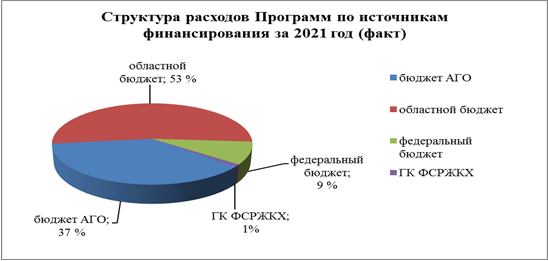 Структура расходов Программ по источникам
финансирования за 2021 год (факт)
областной
бюджет; 53 %
федеральный
бюджет;
9 %
ГК ФСРЖКХ;
1%
бюджет АГО;
37 %
бюджет АГО
областной бюджет
федеральный
бюджет
ГК ФСРЖКХ